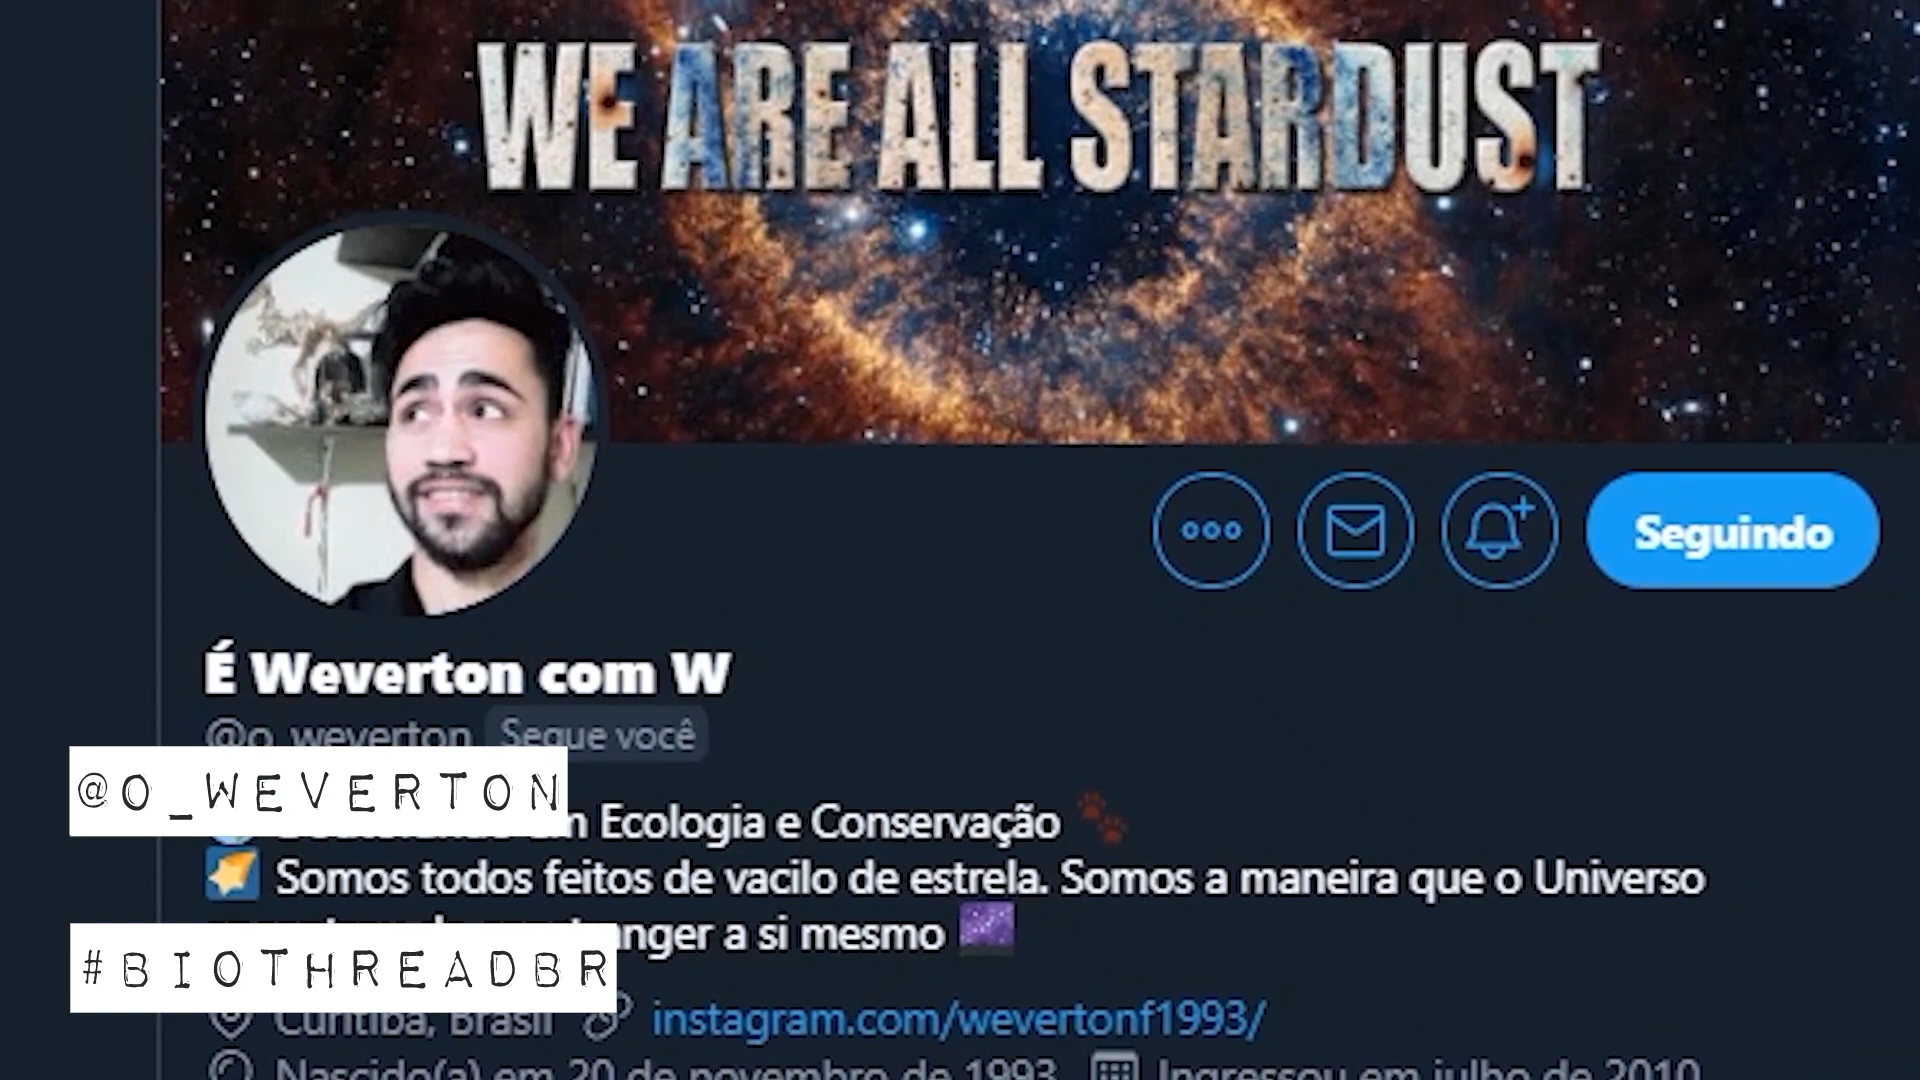 WE ARE ALL STARDUST
Seguindo
É Weverton com W
@o_weverton Segue você
@O_WEVERTON
em Ecologia e Conservação
Somos todos feitos de vacilo de estrela. Somos a maneira que o Universo
a si mesmo
#BIOTHREADBR
Curitiba, Brasil instagram.com/wevertonf1993/
Nascido(a) em 20 de novembro de 1993 Ingressou em julho de 2010